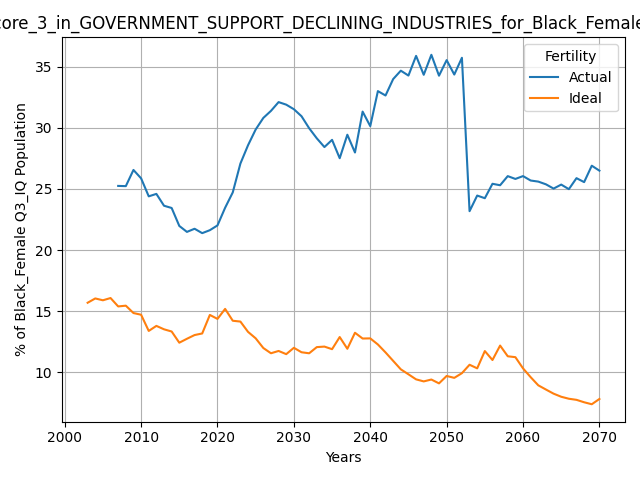 core_3_in_GOVERNMENT_SUPPORT_DECLINING_INDUSTRIES_for_Black_Female
Fertility
Actual
Ideal
% of Black_Female Q3_IQ Population
35
30
25
20
15
10
2000 2010 2020 2030 2040 2050 2060 2070
Years